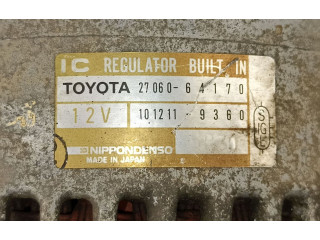 IC REGULATOR BUILT IN
TOYOTA 27060-64170
12V 101211-9360
NIPPONDENSO
MADE IN JAPAN